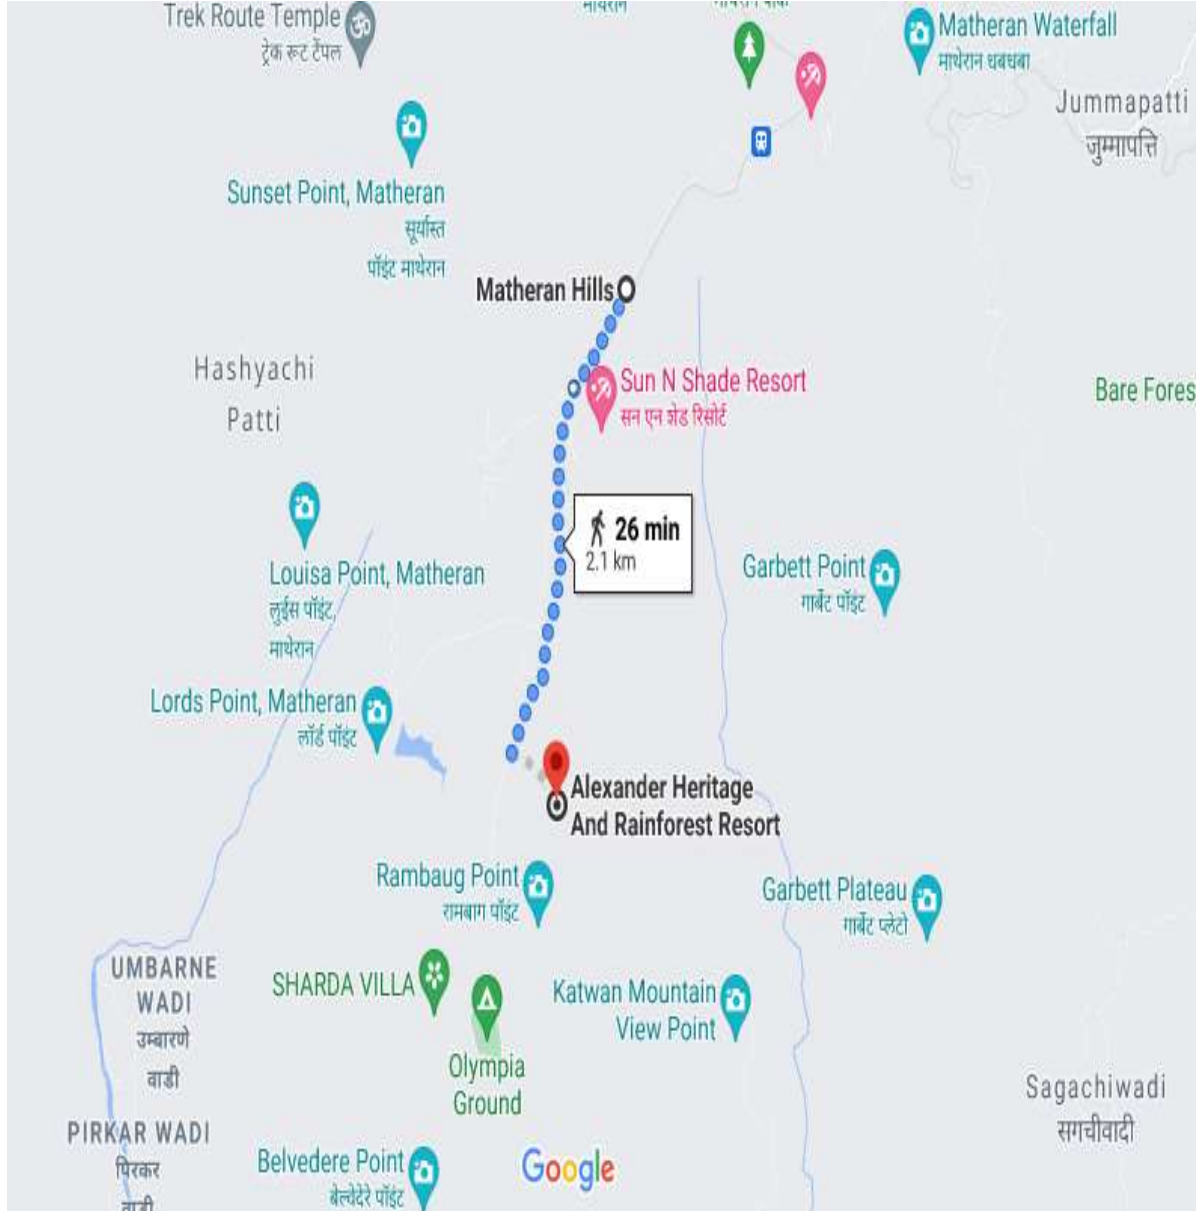 Trek Route Temple
ट्रेक रूट टेंपल
माथेरान
Matheran Waterfall
माथेरान धबधबा
Jummapatti
जुम्मापत्ति
Sunset Point, Matheran
सूर्यास्त
पॉइंट माथेरान
Matheran Hills
Hashyachi
Patti
Sun N Shade Resort
सन एन शेड रिसोर्ट
Bare Fores
26 min
2.1 km
Louisa Point, Matheran
लुईस पॉइंट,
माथेरान
Garbett Point
गार्बेट पॉइंट
Lords Point, Matheran
लॉर्ड पॉइंट
Alexander Heritage
And Rainforest Resort
Rambaug Point
रामबाग पॉइंट
Garbett Plateau
गार्बेट प्लेटो
UMBARNE
WADI
उम्बारणे
वाडी
SHARDA VILLA
Katwan Mountain
View Point
Olympia
Ground
Sagachiwadi
सगचीवादी
PIRKAR WADI
पिरकर
वाडी
Belvedere Point
बेल्वेदेरे पॉइंट
Google